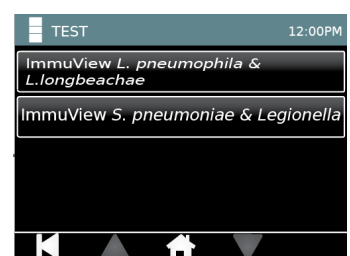 TEST
12:00PM
ImmuView L. pneumophila &
L.longbeachae
ImmuView S. pneumoniae & Legionella